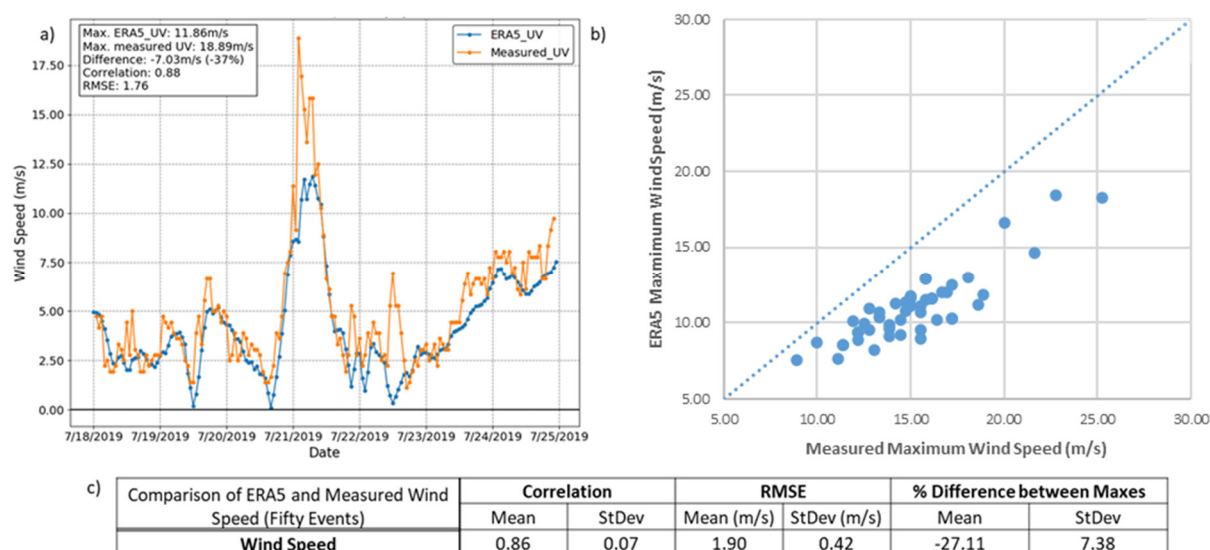 a)
Max. ERA5_UV: 11.86m/s
Max. measured UV: 18.89m/s
Difference: -7.03m/s (-37%)
Correlation: 0.88
RMSE: 1.76
ERA5_UV
Measured_UV
17.50
15.00
12.50
10.00
7.50
5.00
2.50
0.00
Wind Speed (m/s)
7/18/2019 7/19/2019 7/20/2019 7/21/2019 7/22/2019 7/23/2019 7/24/2019 7/25/2019
Date
b)
30.00
25.00
20.00
15.00
10.00
5.00
ERA5 Maxmimum WindSpeed (m/s)
5.00 10.00 15.00 20.00 25.00 30.00
Measured Maximum Wind Speed (m/s)
c)
Comparison of ERA5 and Measured Wind
Speed (Fifty Events)
Correlation RMSE % Difference between Maxes
Mean StDev Mean (m/s) StDev (m/s) Mean StDev
Wind Speed 0.86 0.07 1.90 0.42 -27.11 7.38